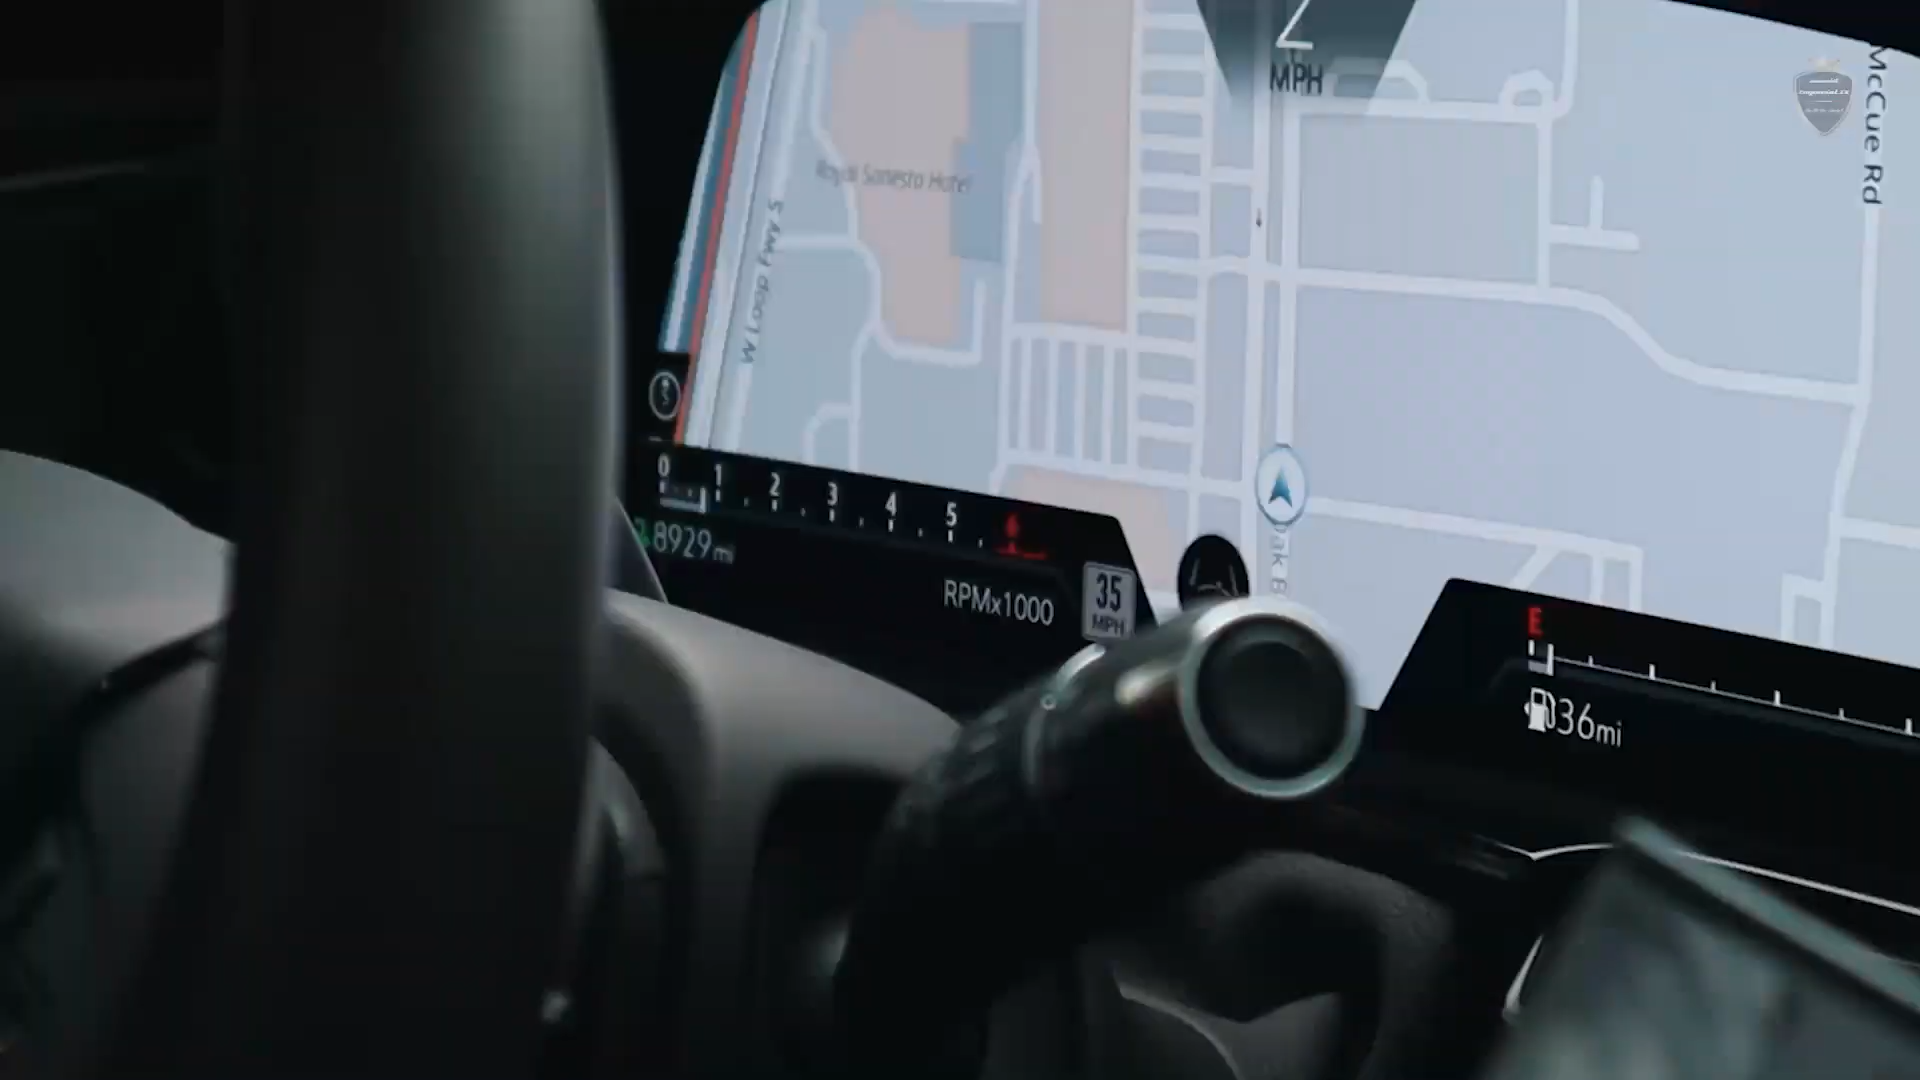 2
MPH
McCue Rd
Royal Sonesta Hotel
W Loop Fwy S
0 1 2 3 4 5 6
8929mi
RPMx1000
35
MPH
E
36mi